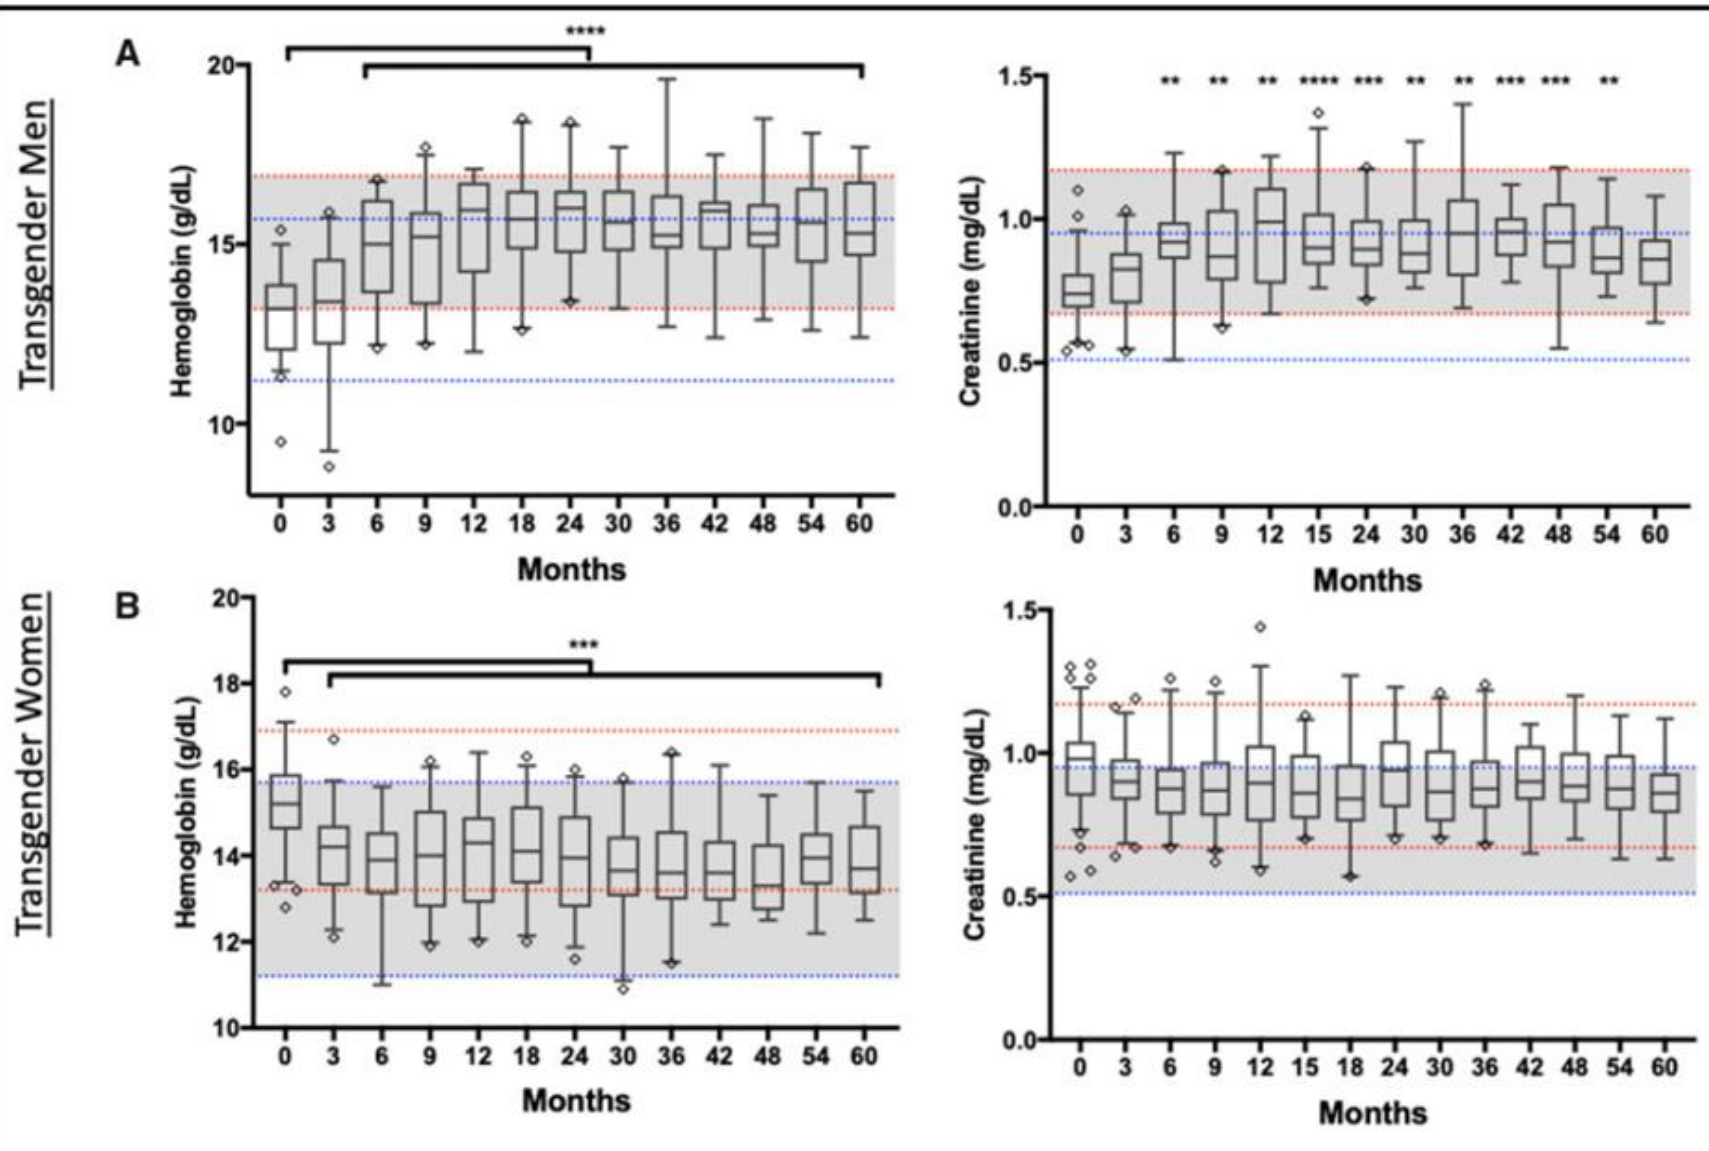 A
Transgender Men
****
Hemoglobin (g/dL)
20
15
10
0 3 6 9 12 18 24 30 36 42 48 54 60
Months
** ** ** **** *** ** ** *** *** **
Creatinine (mg/dL)
1.5
1.0
0.5
0.0
0 3 6 9 12 15 24 30 36 42 48 54 60
Months
B
Transgender Women
***
Hemoglobin (g/dL)
20
18
16
14
12
10
0 3 6 9 12 18 24 30 36 42 48 54 60
Months
Creatinine (mg/dL)
1.5
1.0
0.5
0.0
0 3 6 9 12 15 18 24 30 36 42 48 54 60
Months